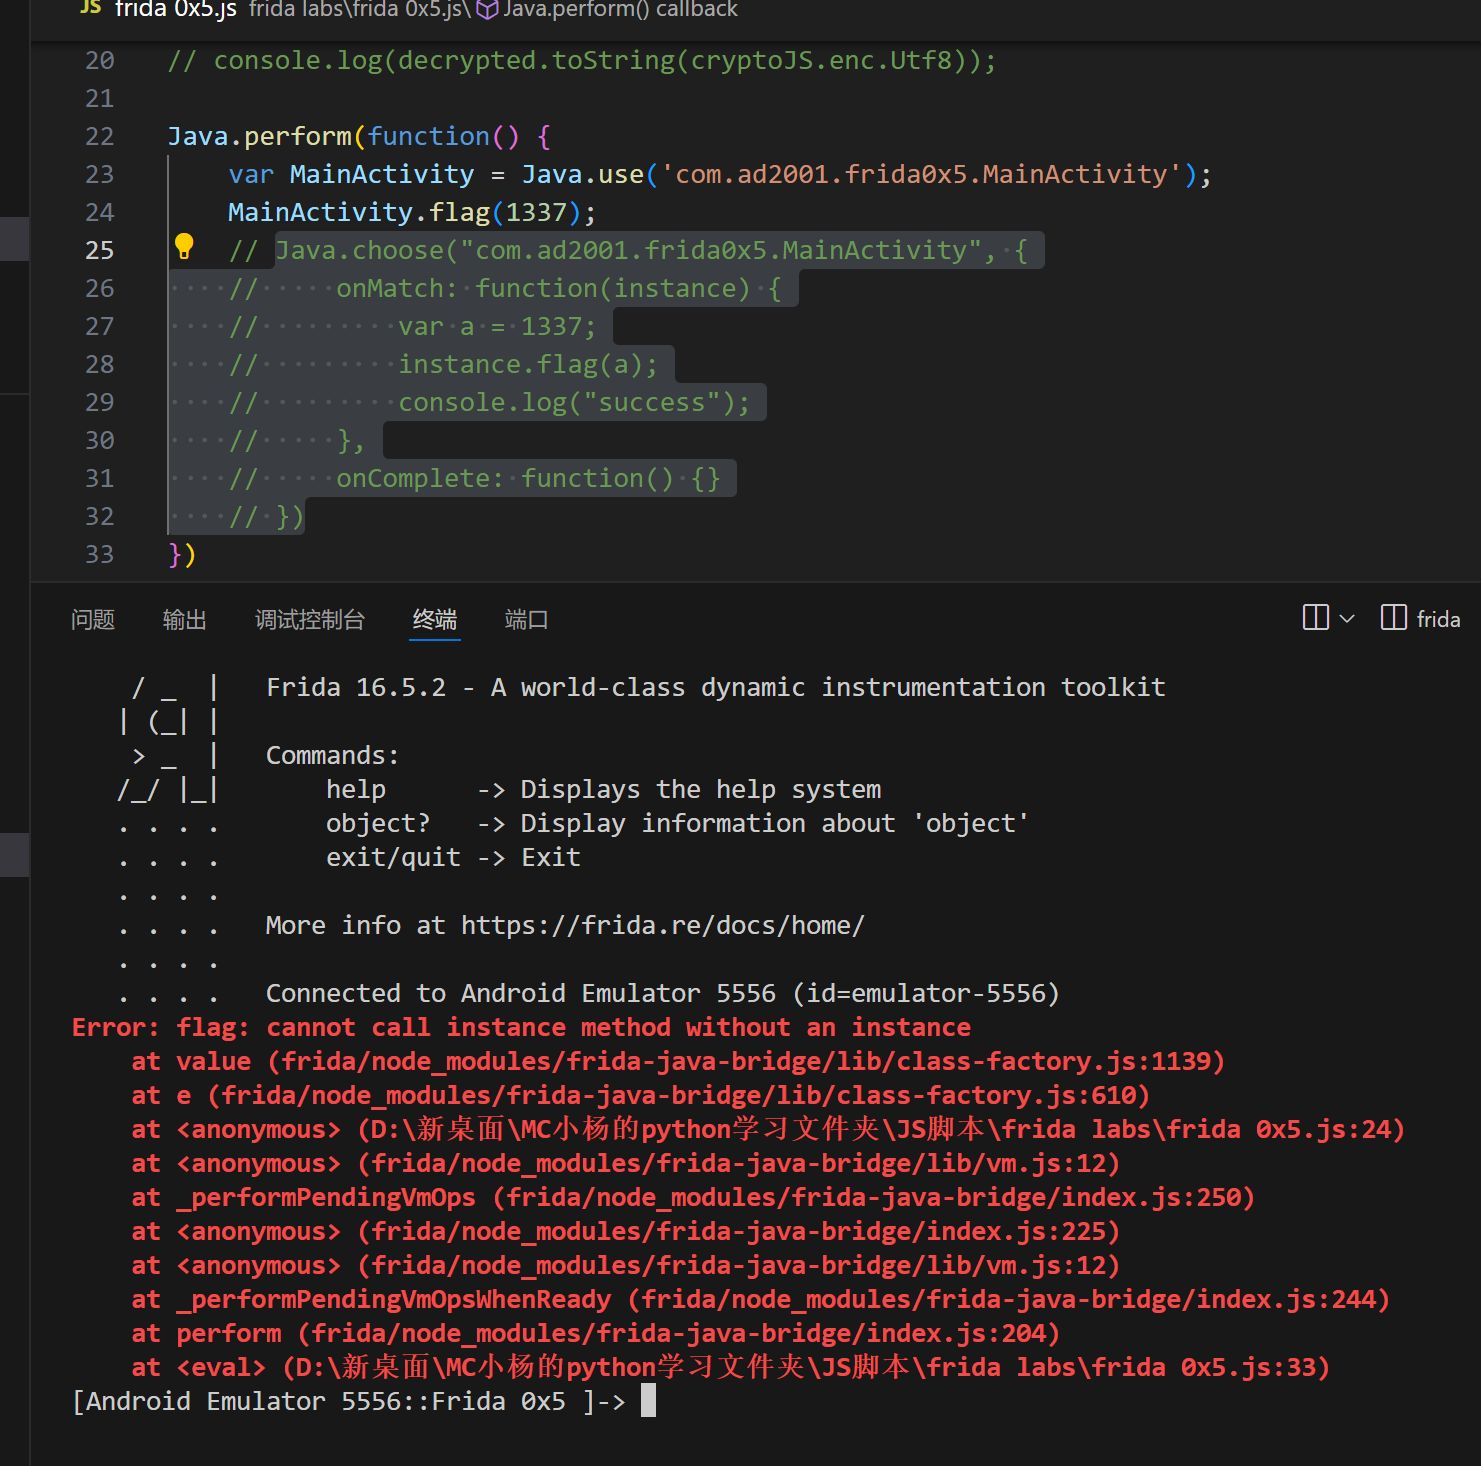 JS frida 0x5.js frida labs\frida 0x5.js\ Java.perform() callback
20 // console.log(decrypted.toString(cryptoJS.enc.Utf8));
21
22 Java.perform(function() {
23     var MainActivity = Java.use('com.ad2001.frida0x5.MainActivity');
24     MainActivity.flag(1337);
25     // Java.choose("com.ad2001.frida0x5.MainActivity", {
26     //     onMatch: function(instance) {
27     //         var a = 1337;
28     //         instance.flag(a);
29     //         console.log("success");
30     //     },
31     //     onComplete: function() {}
32     // })
33 })
问题 输出 调试控制台 终端 端口 frida
    / _  |   Frida 16.5.2 - A world-class dynamic instrumentation toolkit
   | (_| |
    > _  |   Commands:
   /_/ |_|       help      -> Displays the help system
   . . . .       object?   -> Display information about 'object'
   . . . .       exit/quit -> Exit
   . . . .
   . . . .   More info at https://frida.re/docs/home/
   . . . .
   . . . .   Connected to Android Emulator 5556 (id=emulator-5556)
Error: flag: cannot call instance method without an instance
    at value (frida/node_modules/frida-java-bridge/lib/class-factory.js:1139)
    at e (frida/node_modules/frida-java-bridge/lib/class-factory.js:610)
    at <anonymous> (D:\新桌面\MC小杨的python学习文件夹\JS脚本\frida labs\frida 0x5.js:24)
    at <anonymous> (frida/node_modules/frida-java-bridge/lib/vm.js:12)
    at _performPendingVmOps (frida/node_modules/frida-java-bridge/index.js:250)
    at <anonymous> (frida/node_modules/frida-java-bridge/index.js:225)
    at <anonymous> (frida/node_modules/frida-java-bridge/lib/vm.js:12)
    at _performPendingVmOpsWhenReady (frida/node_modules/frida-java-bridge/index.js:244)
    at perform (frida/node_modules/frida-java-bridge/index.js:204)
    at <eval> (D:\新桌面\MC小杨的python学习文件夹\JS脚本\frida labs\frida 0x5.js:33)
[Android Emulator 5556::Frida 0x5 ]->